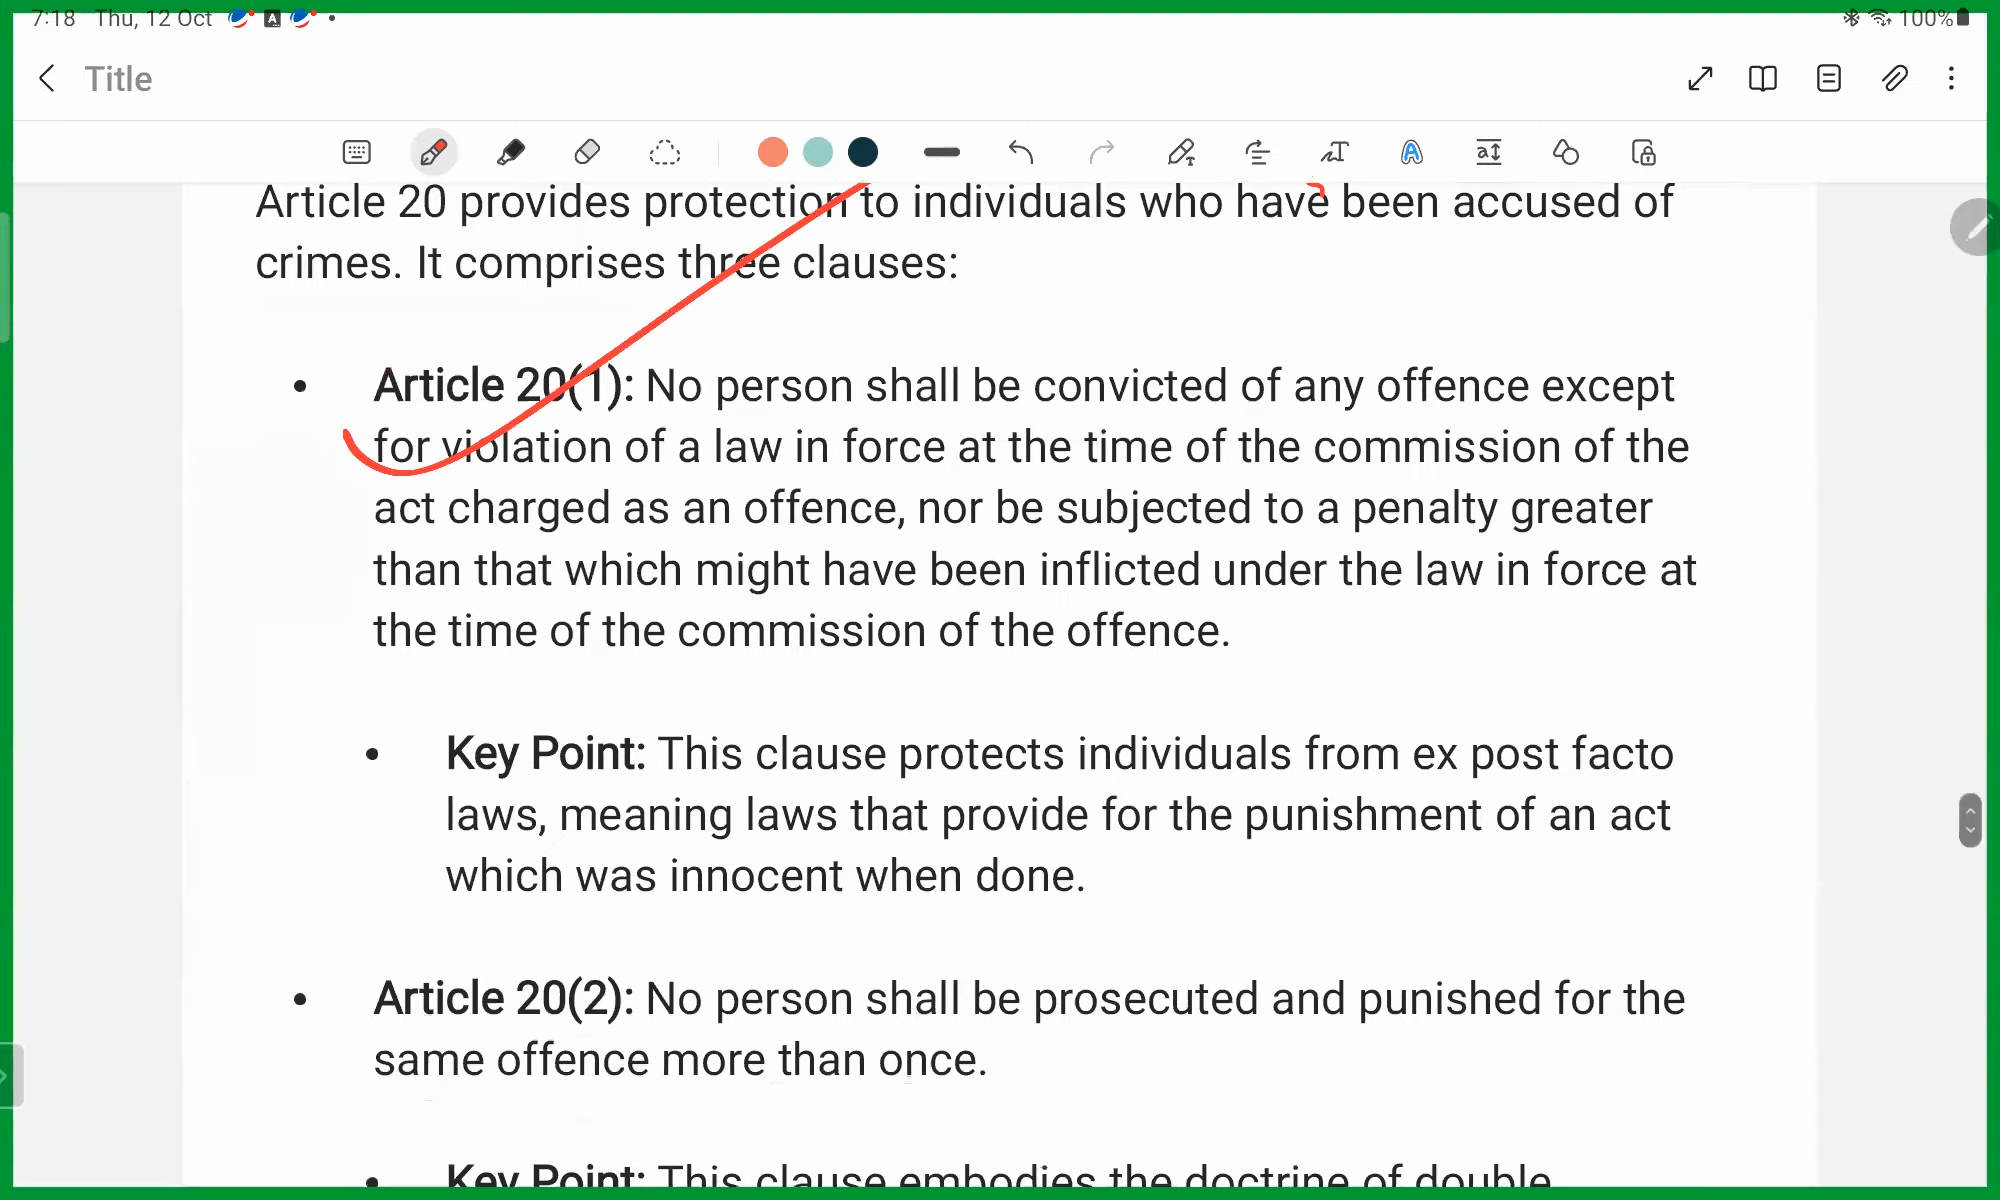 7:18 Thu, 12 Oct
100%
Title
Article 20 provides protection to individuals who have been accused of
crimes. It comprises three clauses:
• Article 20(1): No person shall be convicted of any offence except
for violation of a law in force at the time of the commission of the
act charged as an offence, nor be subjected to a penalty greater
than that which might have been inflicted under the law in force at
the time of the commission of the offence.
• Key Point: This clause protects individuals from ex post facto
laws, meaning laws that provide for the punishment of an act
which was innocent when done.
• Article 20(2): No person shall be prosecuted and punished for the
same offence more than once.
• Key Point: This clause embodies the doctrine of double